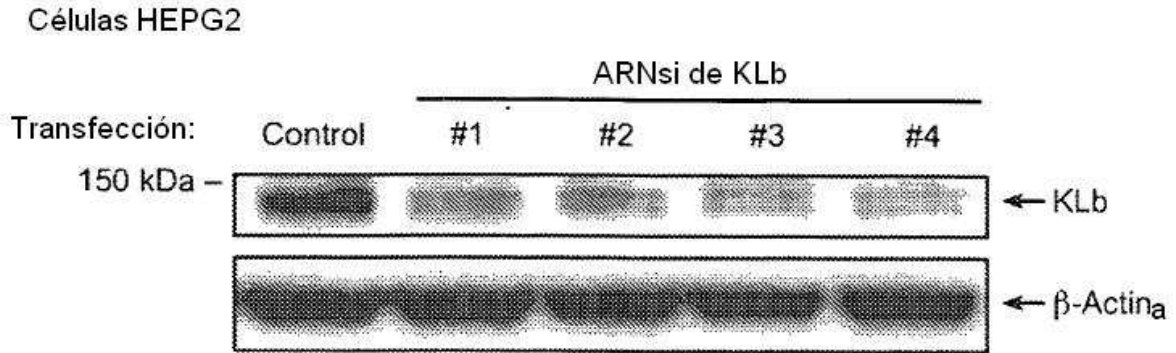 Células HEPG2
ARNsi de KLb
Transfección: Control #1 #2 #3 #4
150 kDa –
KLb
β-Actina